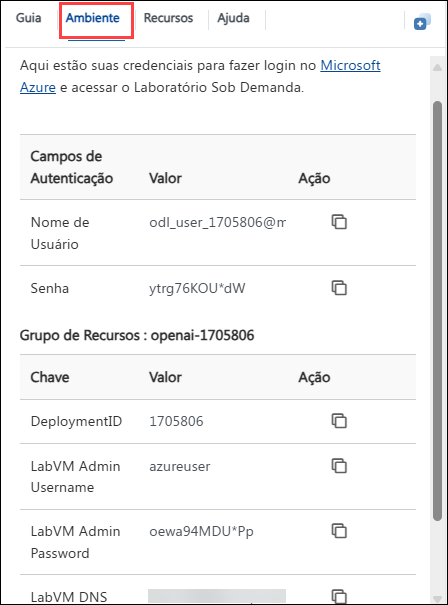 Guia Ambiente Recursos Ajuda
Aqui estão suas credenciais para fazer login no Microsoft
Azure e acessar o Laboratório Sob Demanda.
Campos de
Autenticação Valor Ação
Nome de
Usuário odl_user_1705806@m
Senha ytrg76KOU*dW
Grupo de Recursos : openai-1705806
Chave Valor Ação
DeploymentID 1705806
LabVM Admin
Username azureuser
LabVM Admin
Password oewa94MDU*Pp
LabVM DNS